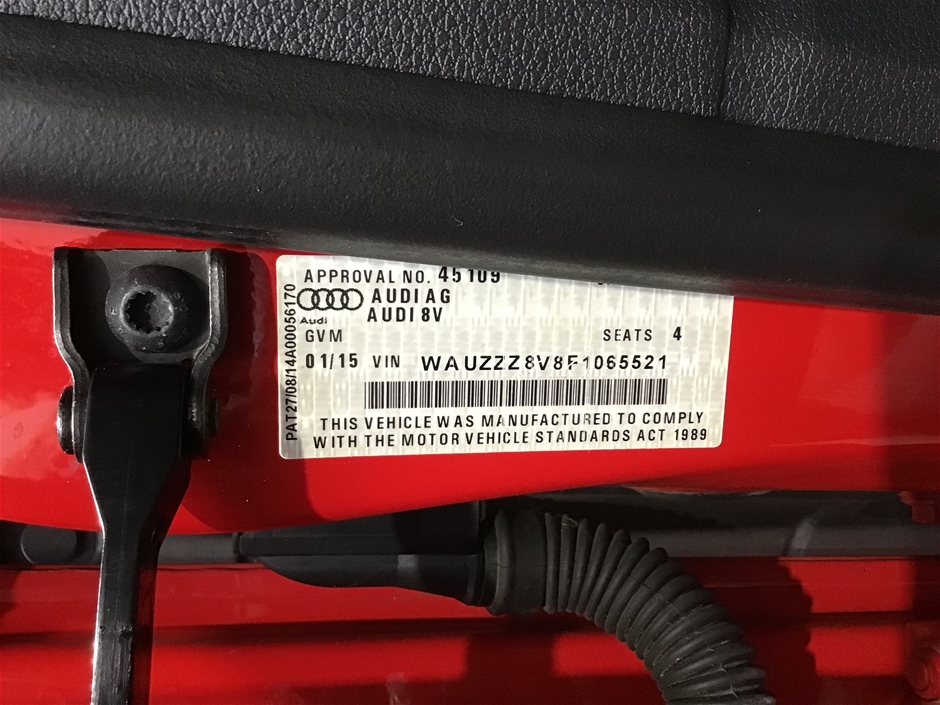 APPROVAL NO. 45109
AUDI AG
Audi
AUDI 8V
GVM SEATS 4
01/15 VIN WAUZZZ8V8F1065521
THIS VEHICLE WAS MANUFACTURED TO COMPLY
WITH THE MOTOR VEHICLE STANDARDS ACT 1989
PAT27/08/14A00056170